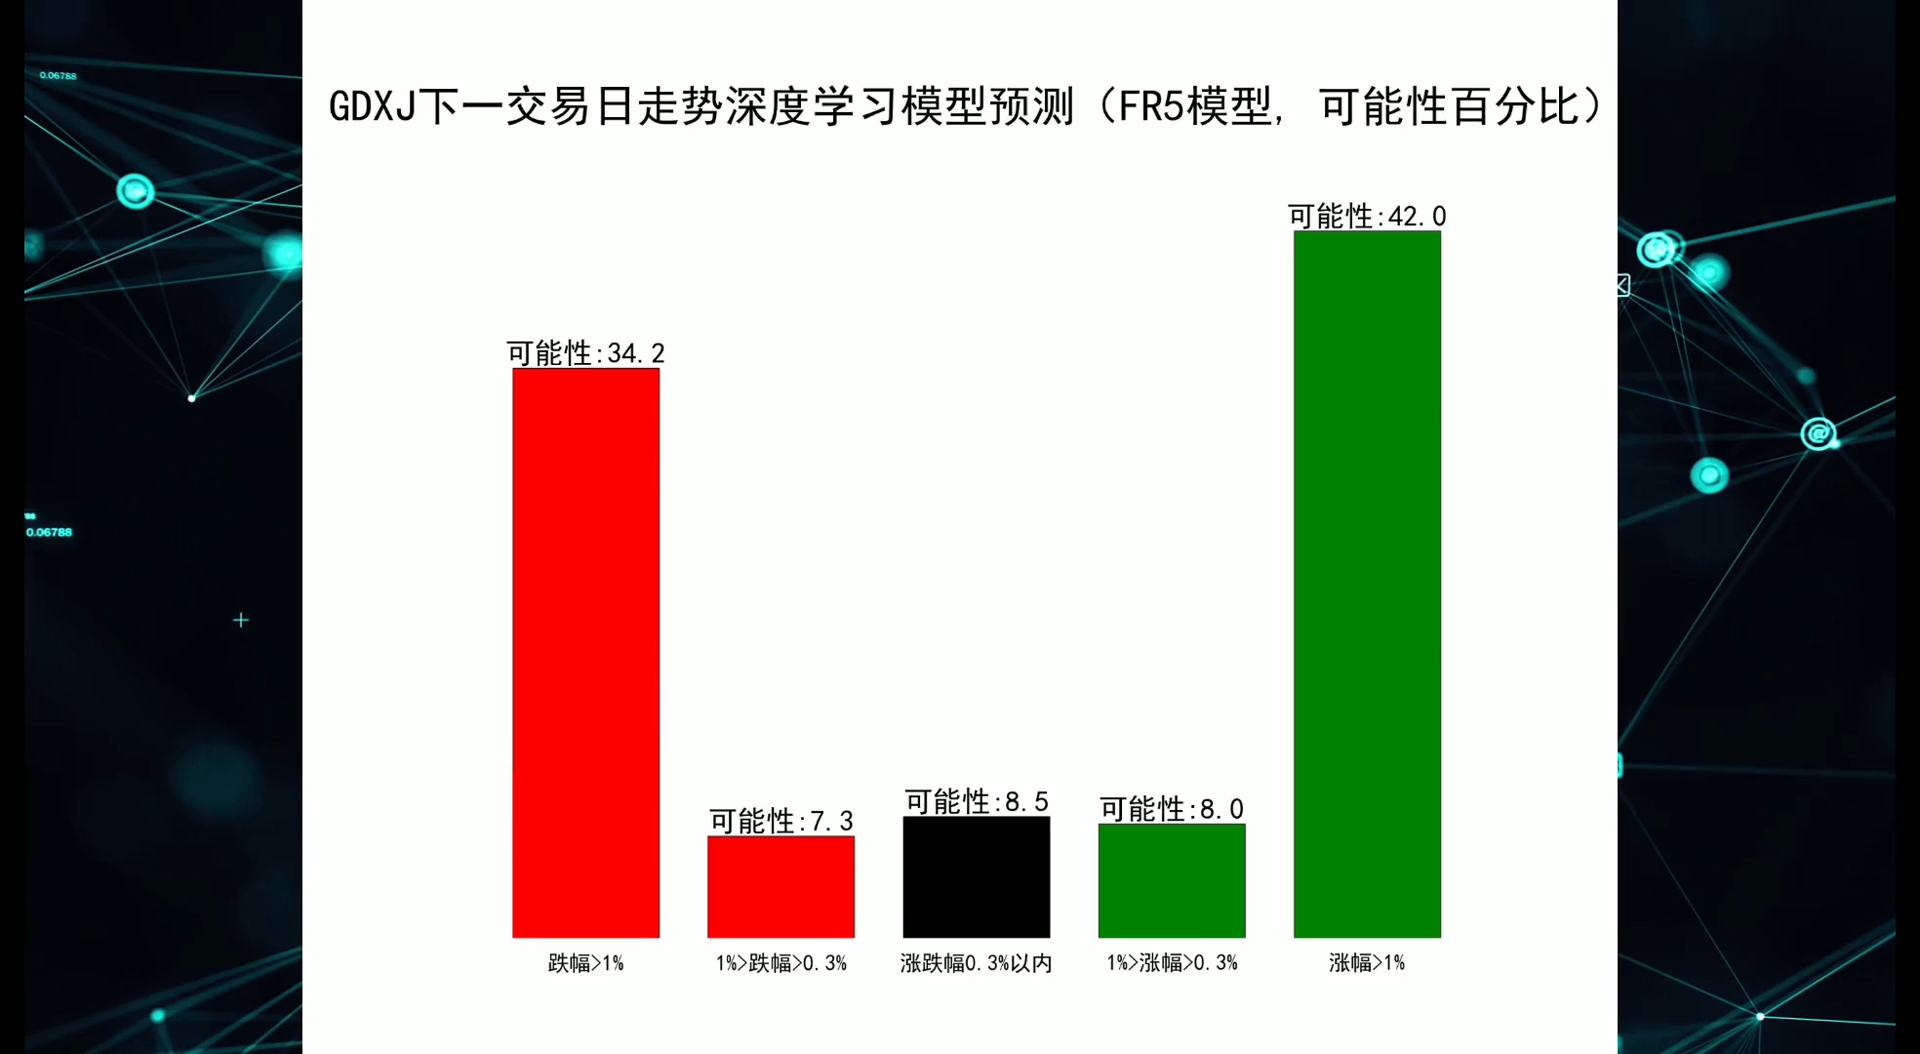 GDXJ下一交易日走势深度学习模型预测（FR5模型, 可能性百分比）
可能性:34.2
可能性:7.3
可能性:8.5
可能性:8.0
可能性:42.0
跌幅>1%
1%>跌幅>0.3%
涨跌幅0.3%以内
1%>涨幅>0.3%
涨幅>1%
0.06788
0.06788